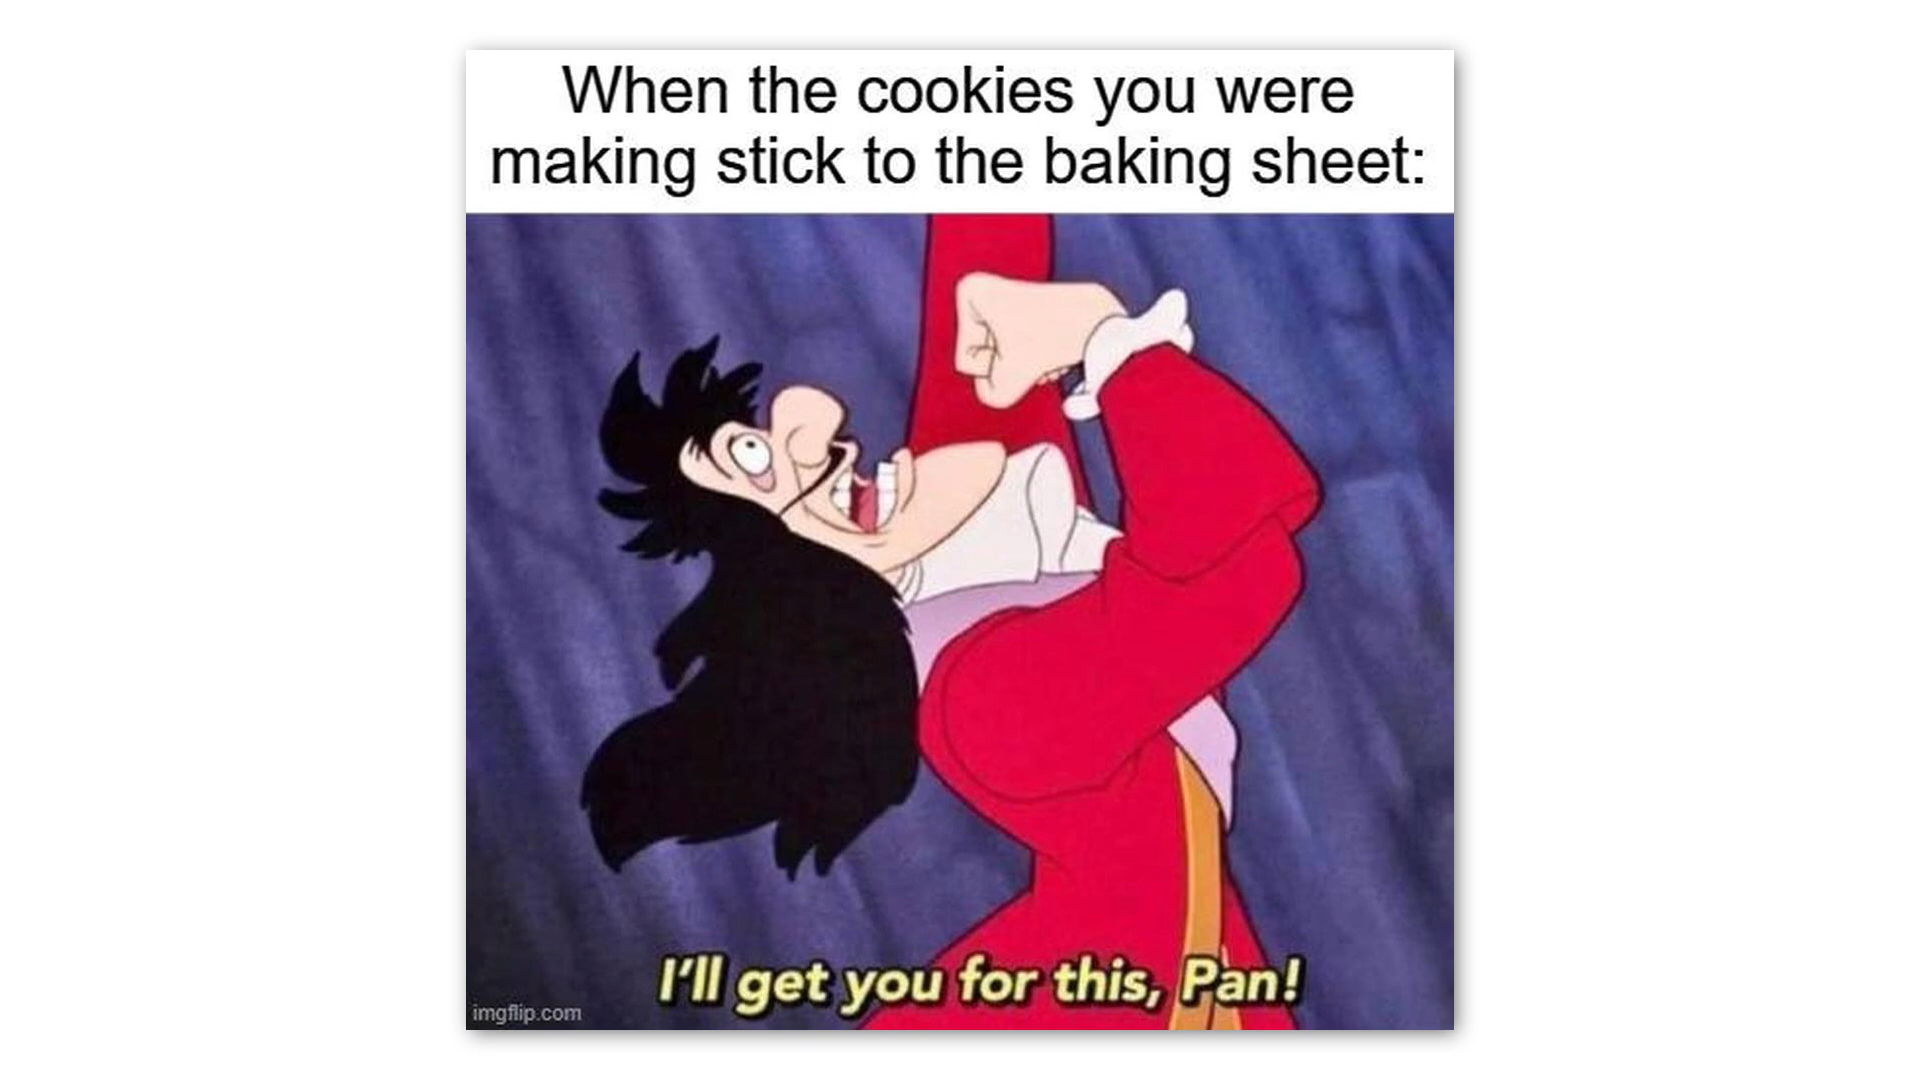 When the cookies you were
making stick to the baking sheet:
I'll get you for this, Pan!
imgflip.com